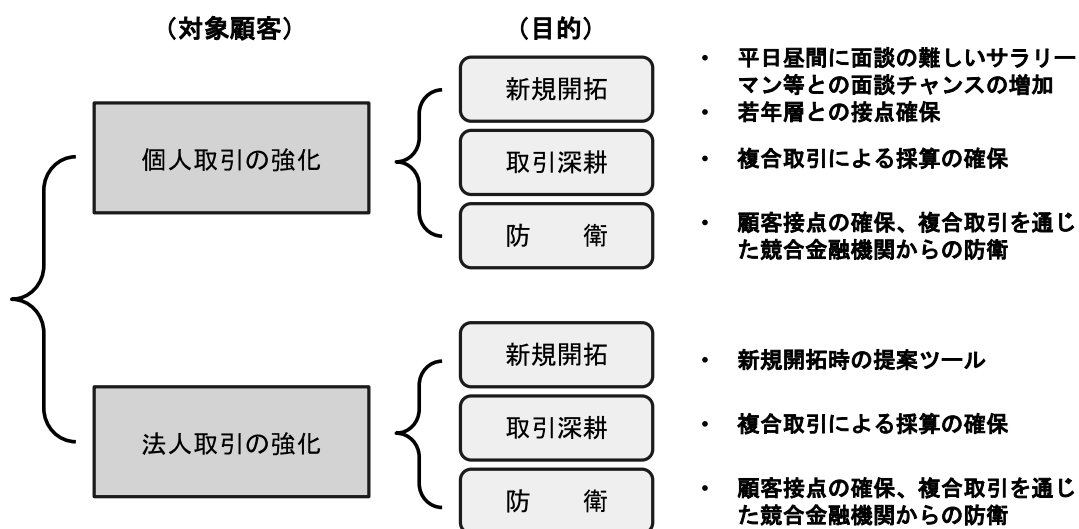 （対象顧客）
（目的）
個人取引の強化
新規開拓
・ 平日昼間に面談の難しいサラリー
マン等との面談チャンスの増加
・ 若年層との接点確保
取引深耕
・ 複合取引による採算の確保
防　　衛
・ 顧客接点の確保、複合取引を通じ
た競合金融機関からの防衛
法人取引の強化
新規開拓
・ 新規開拓時の提案ツール
取引深耕
・ 複合取引による採算の確保
防　　衛
・ 顧客接点の確保、複合取引を通じ
た競合金融機関からの防衛